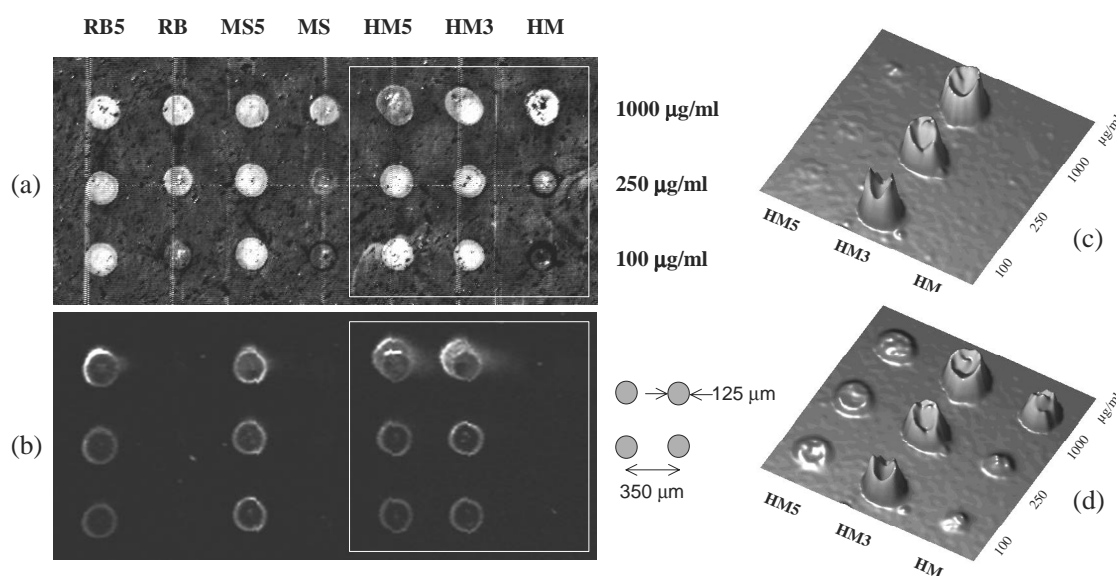 RB5 RB MS5 MS HM5 HM3 HM
(a)
1000 μg/ml
250 μg/ml
100 μg/ml
(b)
125 μm
350 μm
(c)
HM5
HM3
HM
100
250
1000
μg/ml
(d)
HM5
HM3
HM
100
250
1000
μg/ml